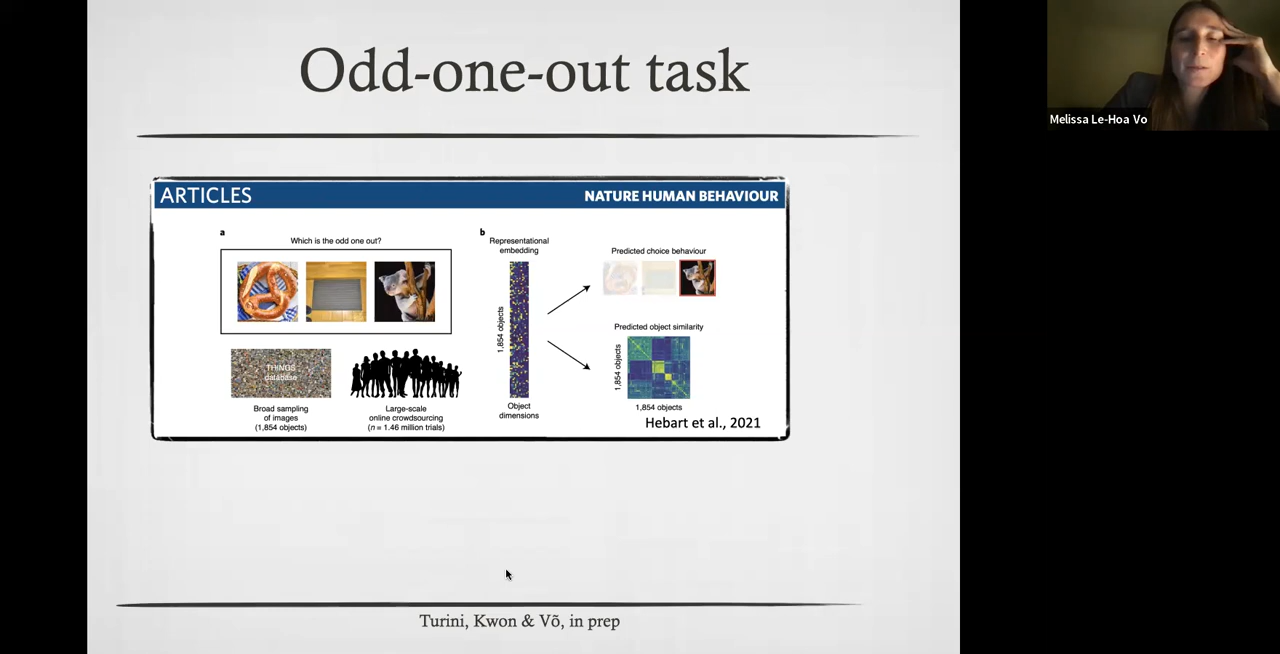 Odd-one-out task
Melissa Le-Hoa Vo
ARTICLES
NATURE HUMAN BEHAVIOUR
a
Which is the odd one out?
THINGS
database
Broad sampling
of images
(1,854 objects)
Large-scale
online crowdsourcing
(n = 1.46 million trials)
b
Representational
embedding
1,854 objects
Object
dimensions
Predicted choice behaviour
Predicted object similarity
1,854 objects
1,854 objects
Hebart et al., 2021
Turini, Kwon & Võ, in prep